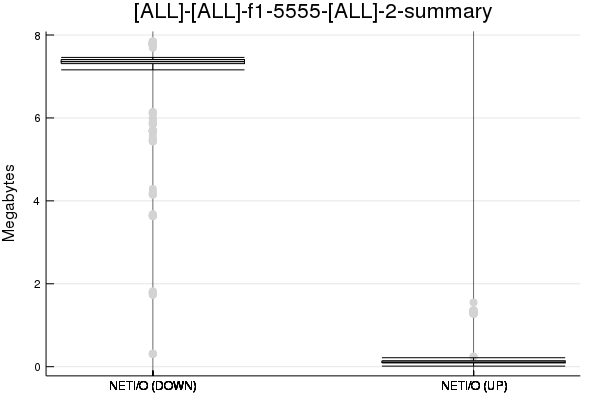 [ALL]-[ALL]-f1-5555-[ALL]-2-summary
Megabytes
8
6
4
2
0
NETI/O (DOWN)
NETI/O (UP)